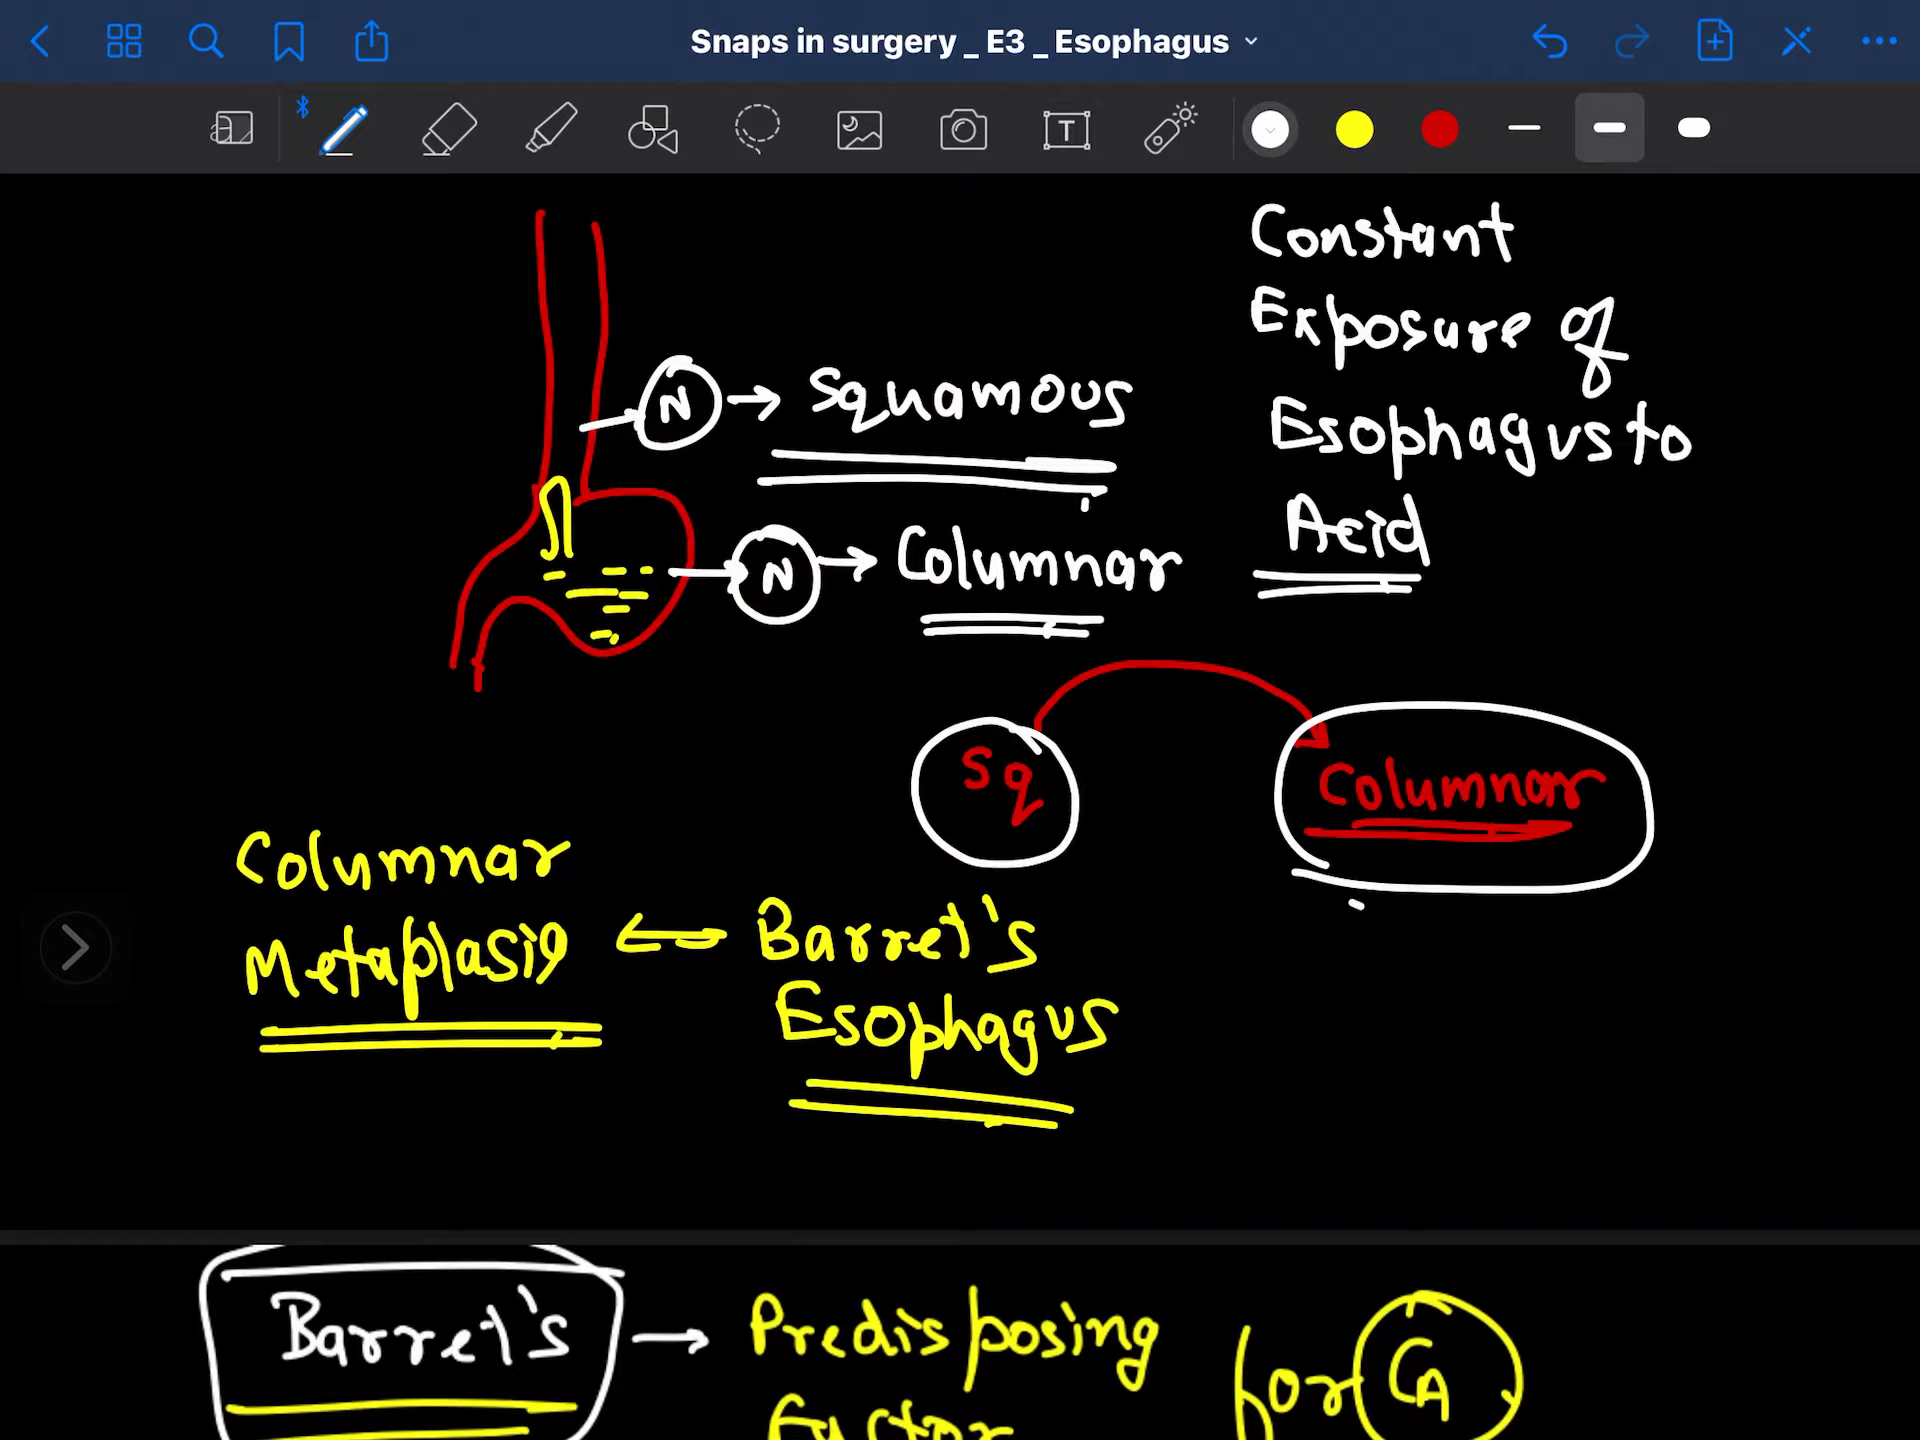 Snaps in surgery _ E3 _ Esophagus
T
Constant
Exposure of
Esophagus to
Acid
N → Squamous
N → Columnar
Sq
Columnar
Columnar
Metaplasia
Barret's
Esophagus
Barret's → Predisposing
Factor
for CA